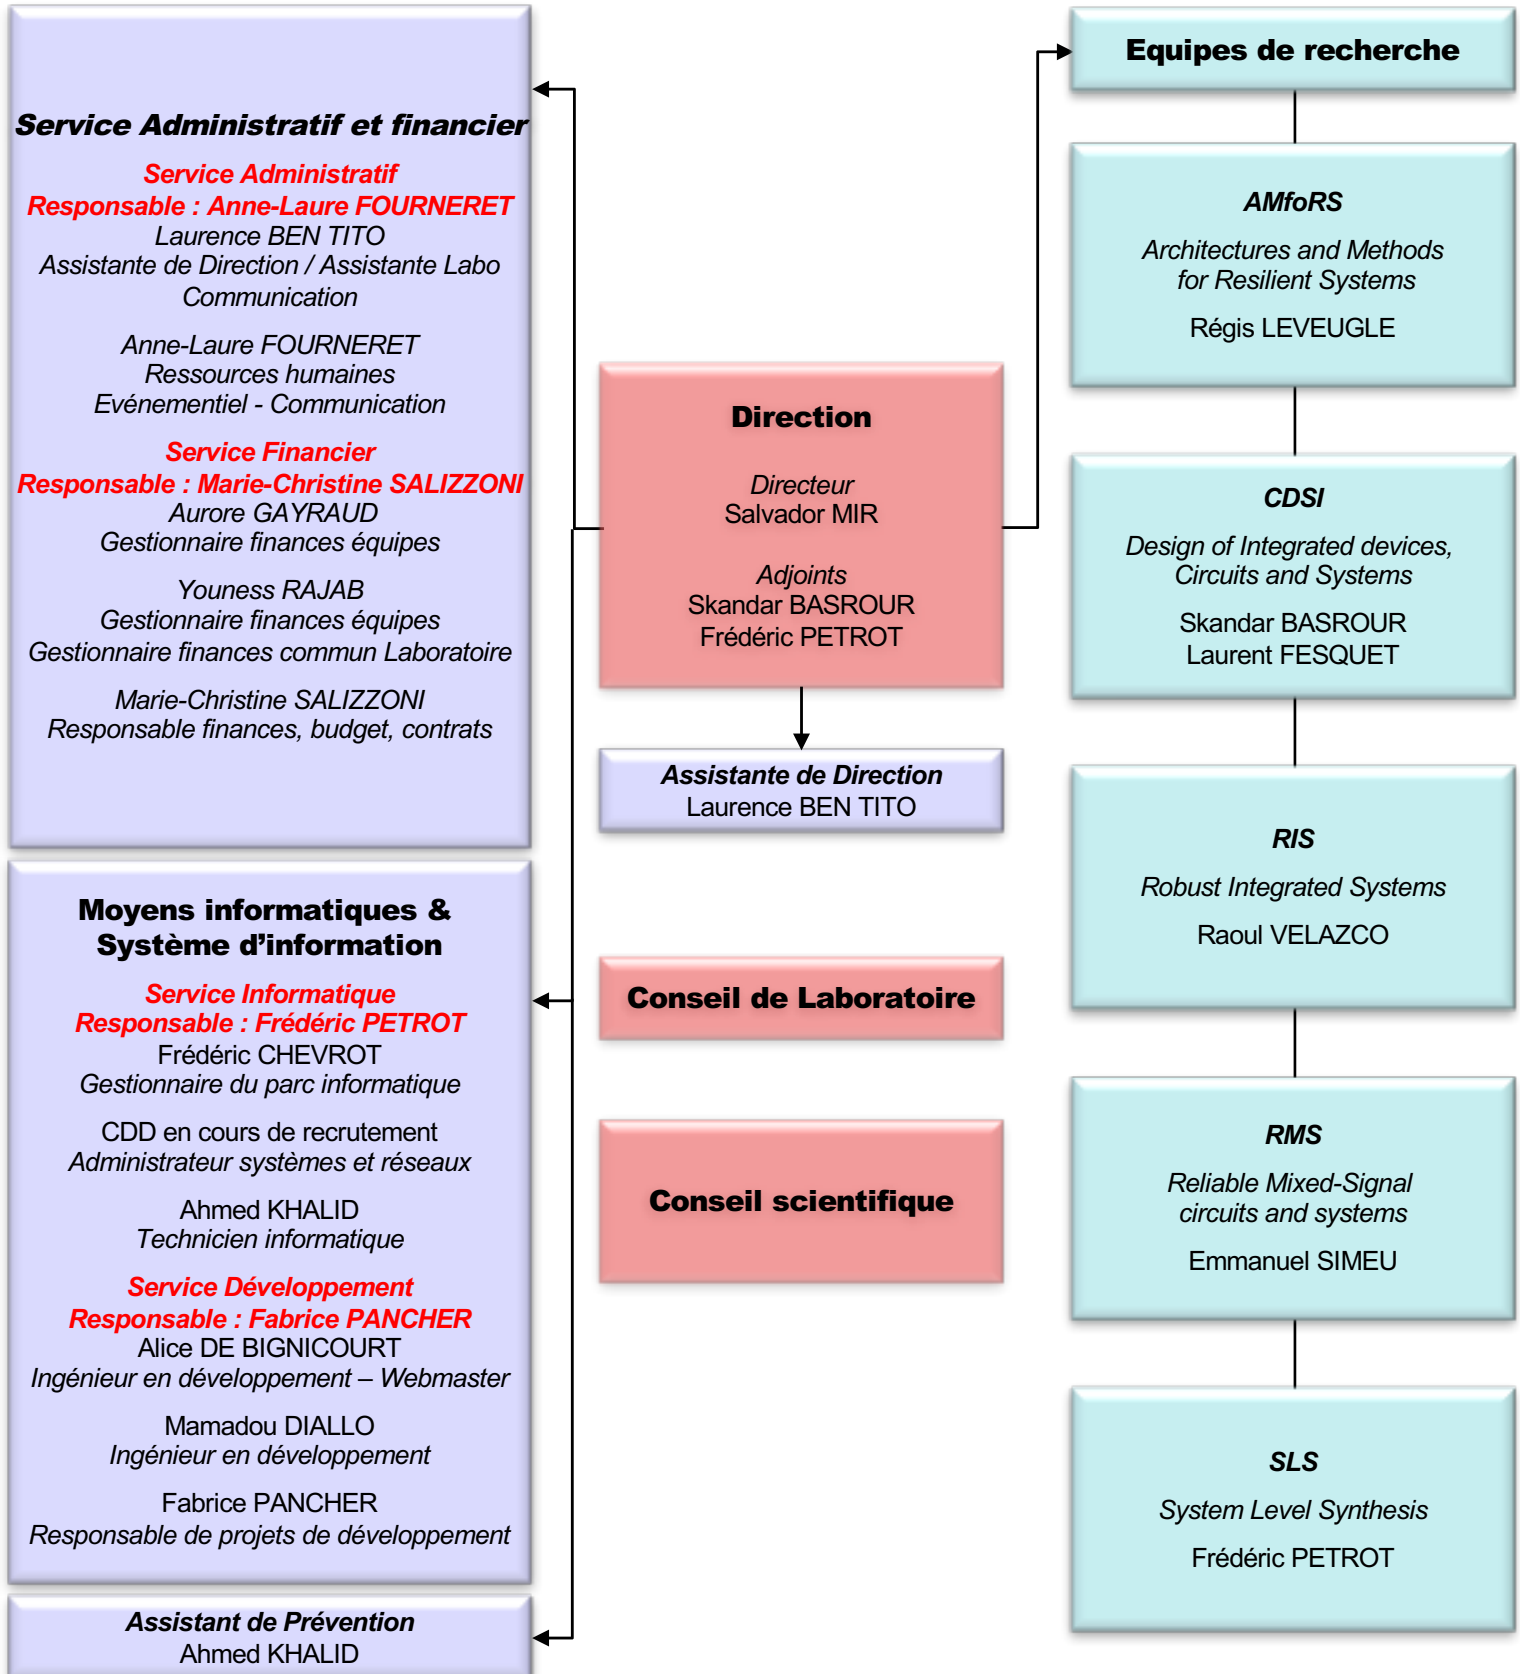 Service Administratif et financier
Service Administratif
Responsable : Anne-Laure FOURNERET
Laurence BEN TITO
Assistante de Direction / Assistante Labo
Communication
Anne-Laure FOURNERET
Ressources humaines
Evénementiel - Communication
Service Financier
Responsable : Marie-Christine SALIZZONI
Aurore GAYRAUD
Gestionnaire finances équipes
Youness RAJAB
Gestionnaire finances équipes
Gestionnaire finances commun Laboratoire
Marie-Christine SALIZZONI
Responsable finances, budget, contrats
Moyens informatiques &
Système d’information
Service Informatique
Responsable : Frédéric PETROT
Frédéric CHEVROT
Gestionnaire du parc informatique
CDD en cours de recrutement
Administrateur systèmes et réseaux
Ahmed KHALID
Technicien informatique
Service Développement
Responsable : Fabrice PANCHER
Alice DE BIGNICOURT
Ingénieur en développement – Webmaster
Mamadou DIALLO
Ingénieur en développement
Fabrice PANCHER
Responsable de projets de développement
Assistant de Prévention
Ahmed KHALID
Direction
Directeur
Salvador MIR
Adjoints
Skandar BASROUR
Frédéric PETROT
Assistante de Direction
Laurence BEN TITO
Conseil de Laboratoire
Conseil scientifique
Equipes de recherche
AMfoRS
Architectures and Methods
for Resilient Systems
Régis LEVEUGLE
CDSI
Design of Integrated devices,
Circuits and Systems
Skandar BASROUR
Laurent FESQUET
RIS
Robust Integrated Systems
Raoul VELAZCO
RMS
Reliable Mixed-Signal
circuits and systems
Emmanuel SIMEU
SLS
System Level Synthesis
Frédéric PETROT